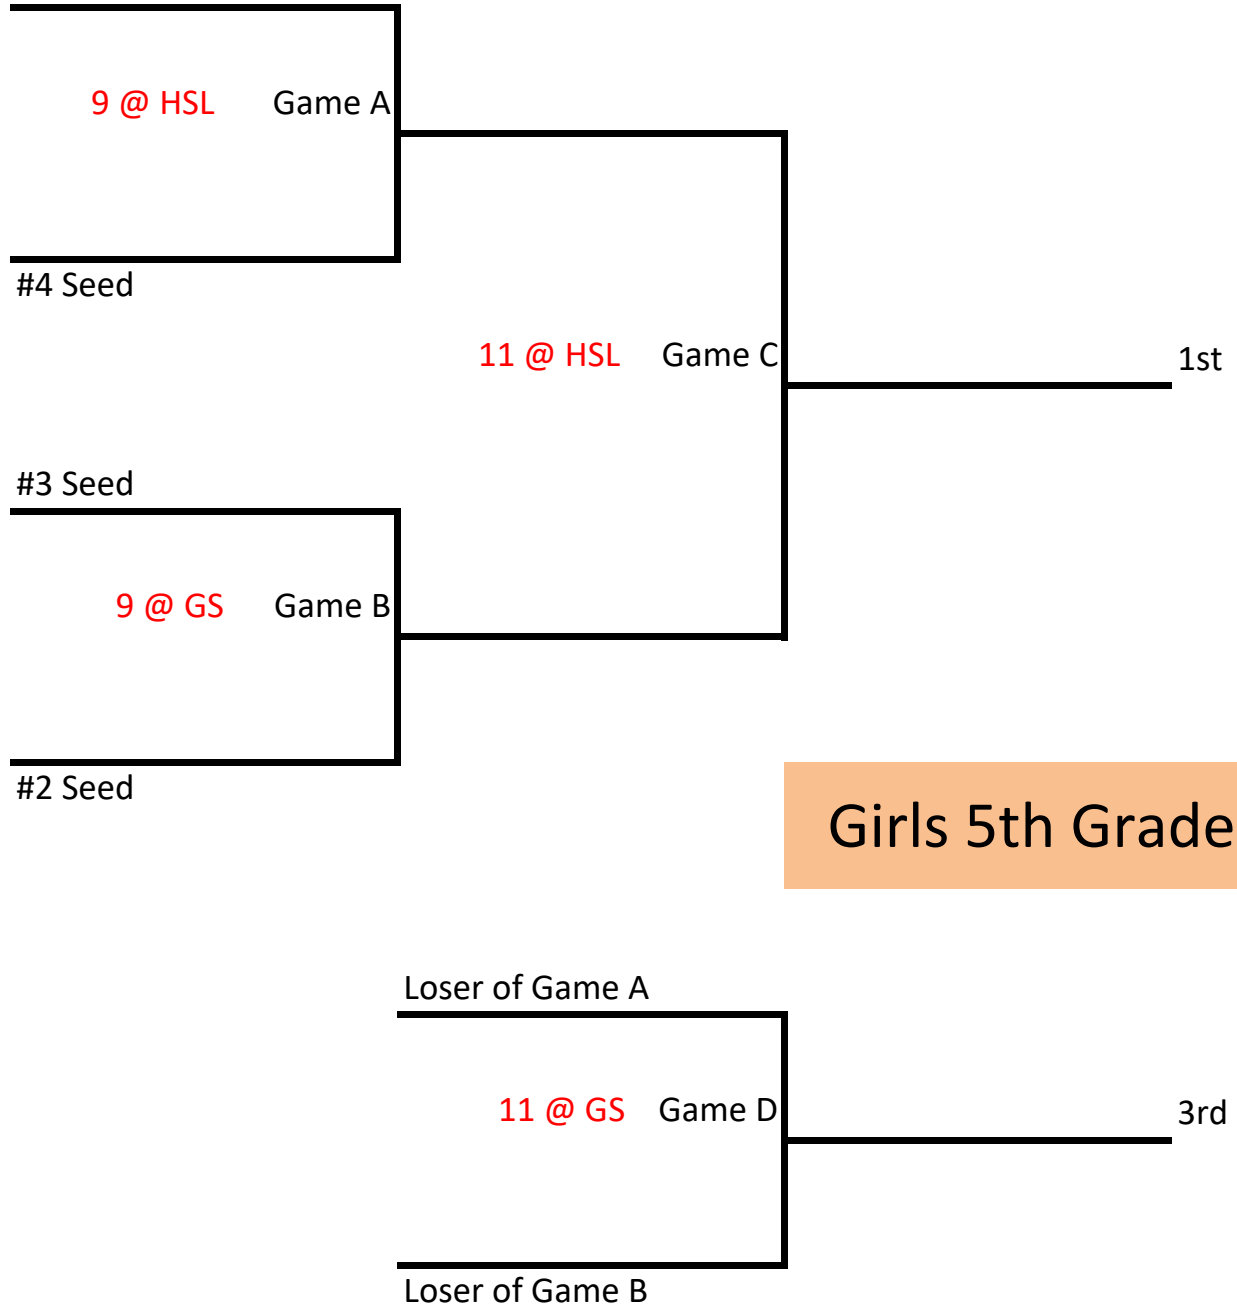 9 @ HSL Game A
#4 Seed
11 @ HSL Game C
1st
#3 Seed
9 @ GS Game B
#2 Seed
Girls 5th Grade
Loser of Game A
11 @ GS Game D
3rd
Loser of Game B